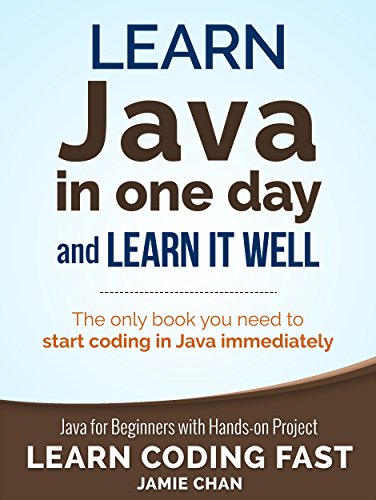 LEARN
Java
in one day
and LEARN IT WELL
The only book you need to
start coding in Java immediately
Java for Beginners with Hands-on Project
LEARN CODING FAST
JAMIE CHAN